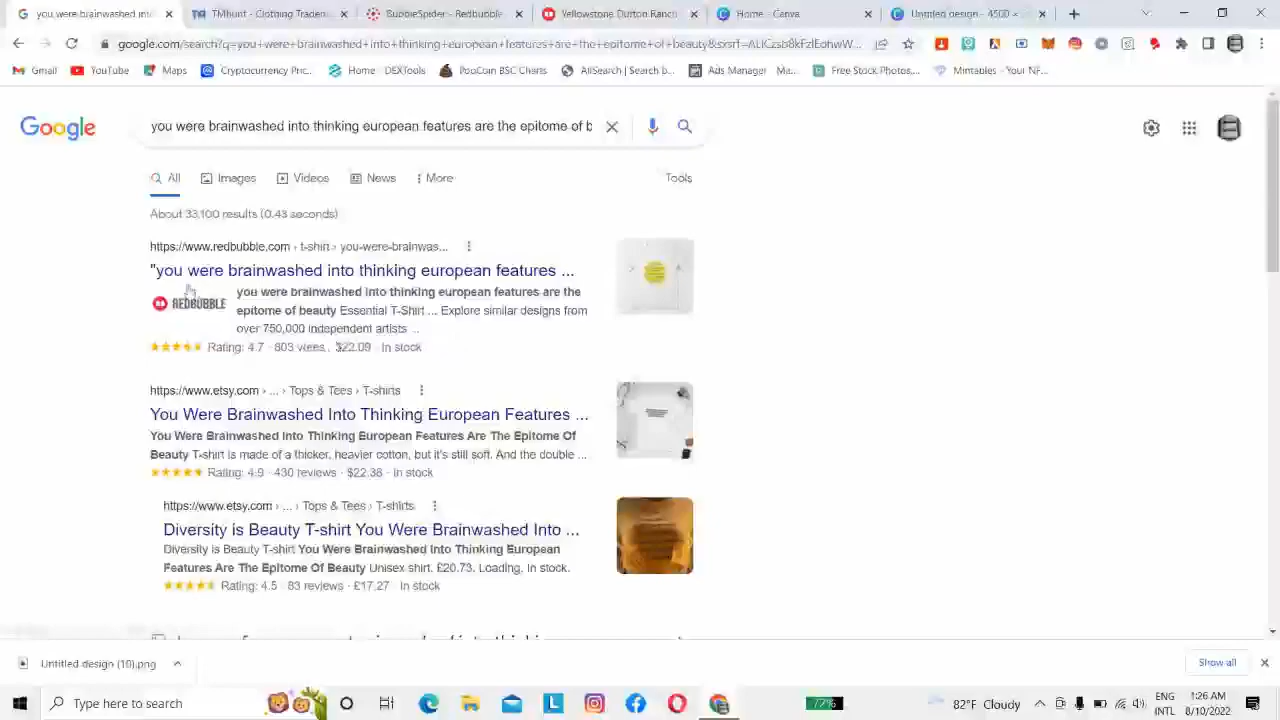 you were brainwashed into
TMHunt - Clothing Tradem
BubbleSpider - Redbubble
Yellowstone Dutton Ranch
Home - Canva
Untitled design - 4500 ×
google.com/search?q=you+were+brainwashed+into+thinking+european+features+are+the+epitome+of+beauty&sxsrf=
Gmail
YouTube
Maps
Cryptocurrency Pric...
Home - DEXTools
PooCoin BSC Charts
AllSearch | Search b...
Ads Manager - Ma...
Free Stock Photos,...
Mintables - Your NF...
Google
you were brainwashed into thinking european features are the epitome of b
All
Images
Videos
News
More
Tools
About 33,100 results (0.43 seconds)
https://www.redbubble.com › t-shirt › you-were-brainwas...
"you were brainwashed into thinking european features ...
REDBUBBLE
you were brainwashed into thinking european features are the
epitome of beauty Essential T-Shirt ... Explore similar designs from
over 750,000 independent artists ...
Rating: 4.7 · 803 votes · $22.09 · In stock
https://www.etsy.com › ... › Tops & Tees › T-shirts
You Were Brainwashed Into Thinking European Features ...
You Were Brainwashed Into Thinking European Features Are The Epitome Of
Beauty T-shirt is made of a thicker, heavier cotton, but it's still soft. And the double ...
Rating: 4.9 · 430 reviews · $22.38 · In stock
https://www.etsy.com › ... › Tops & Tees › T-shirts
Diversity is Beauty T-shirt You Were Brainwashed Into ...
Diversity is Beauty T-shirt You Were Brainwashed Into Thinking European
Features Are The Epitome Of Beauty Unisex shirt. £20.73. Loading. In stock.
Rating: 4.5 · 83 reviews · £17.27 · In stock
Untitled design (10).png
Show all
Type here to search
77%
82°F Cloudy
ENG
INTL
1:26 AM
8/10/2022